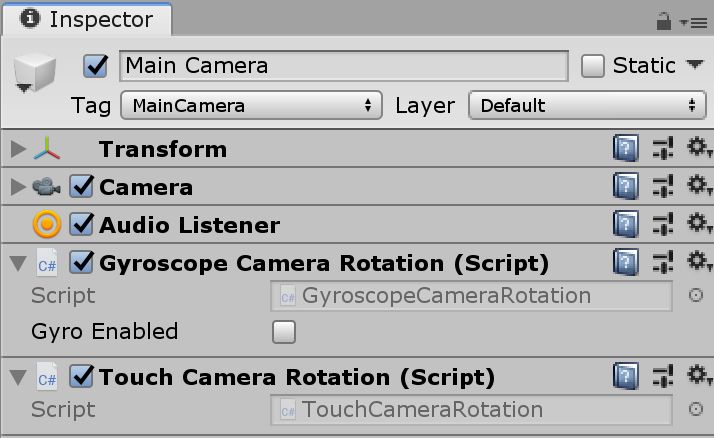 Inspector
Main Camera
Static
Tag MainCamera Layer Default
Transform
Camera
Audio Listener
C# Gyroscope Camera Rotation (Script)
Script C# GyroscopeCameraRotation
Gyro Enabled
C# Touch Camera Rotation (Script)
Script C# TouchCameraRotation